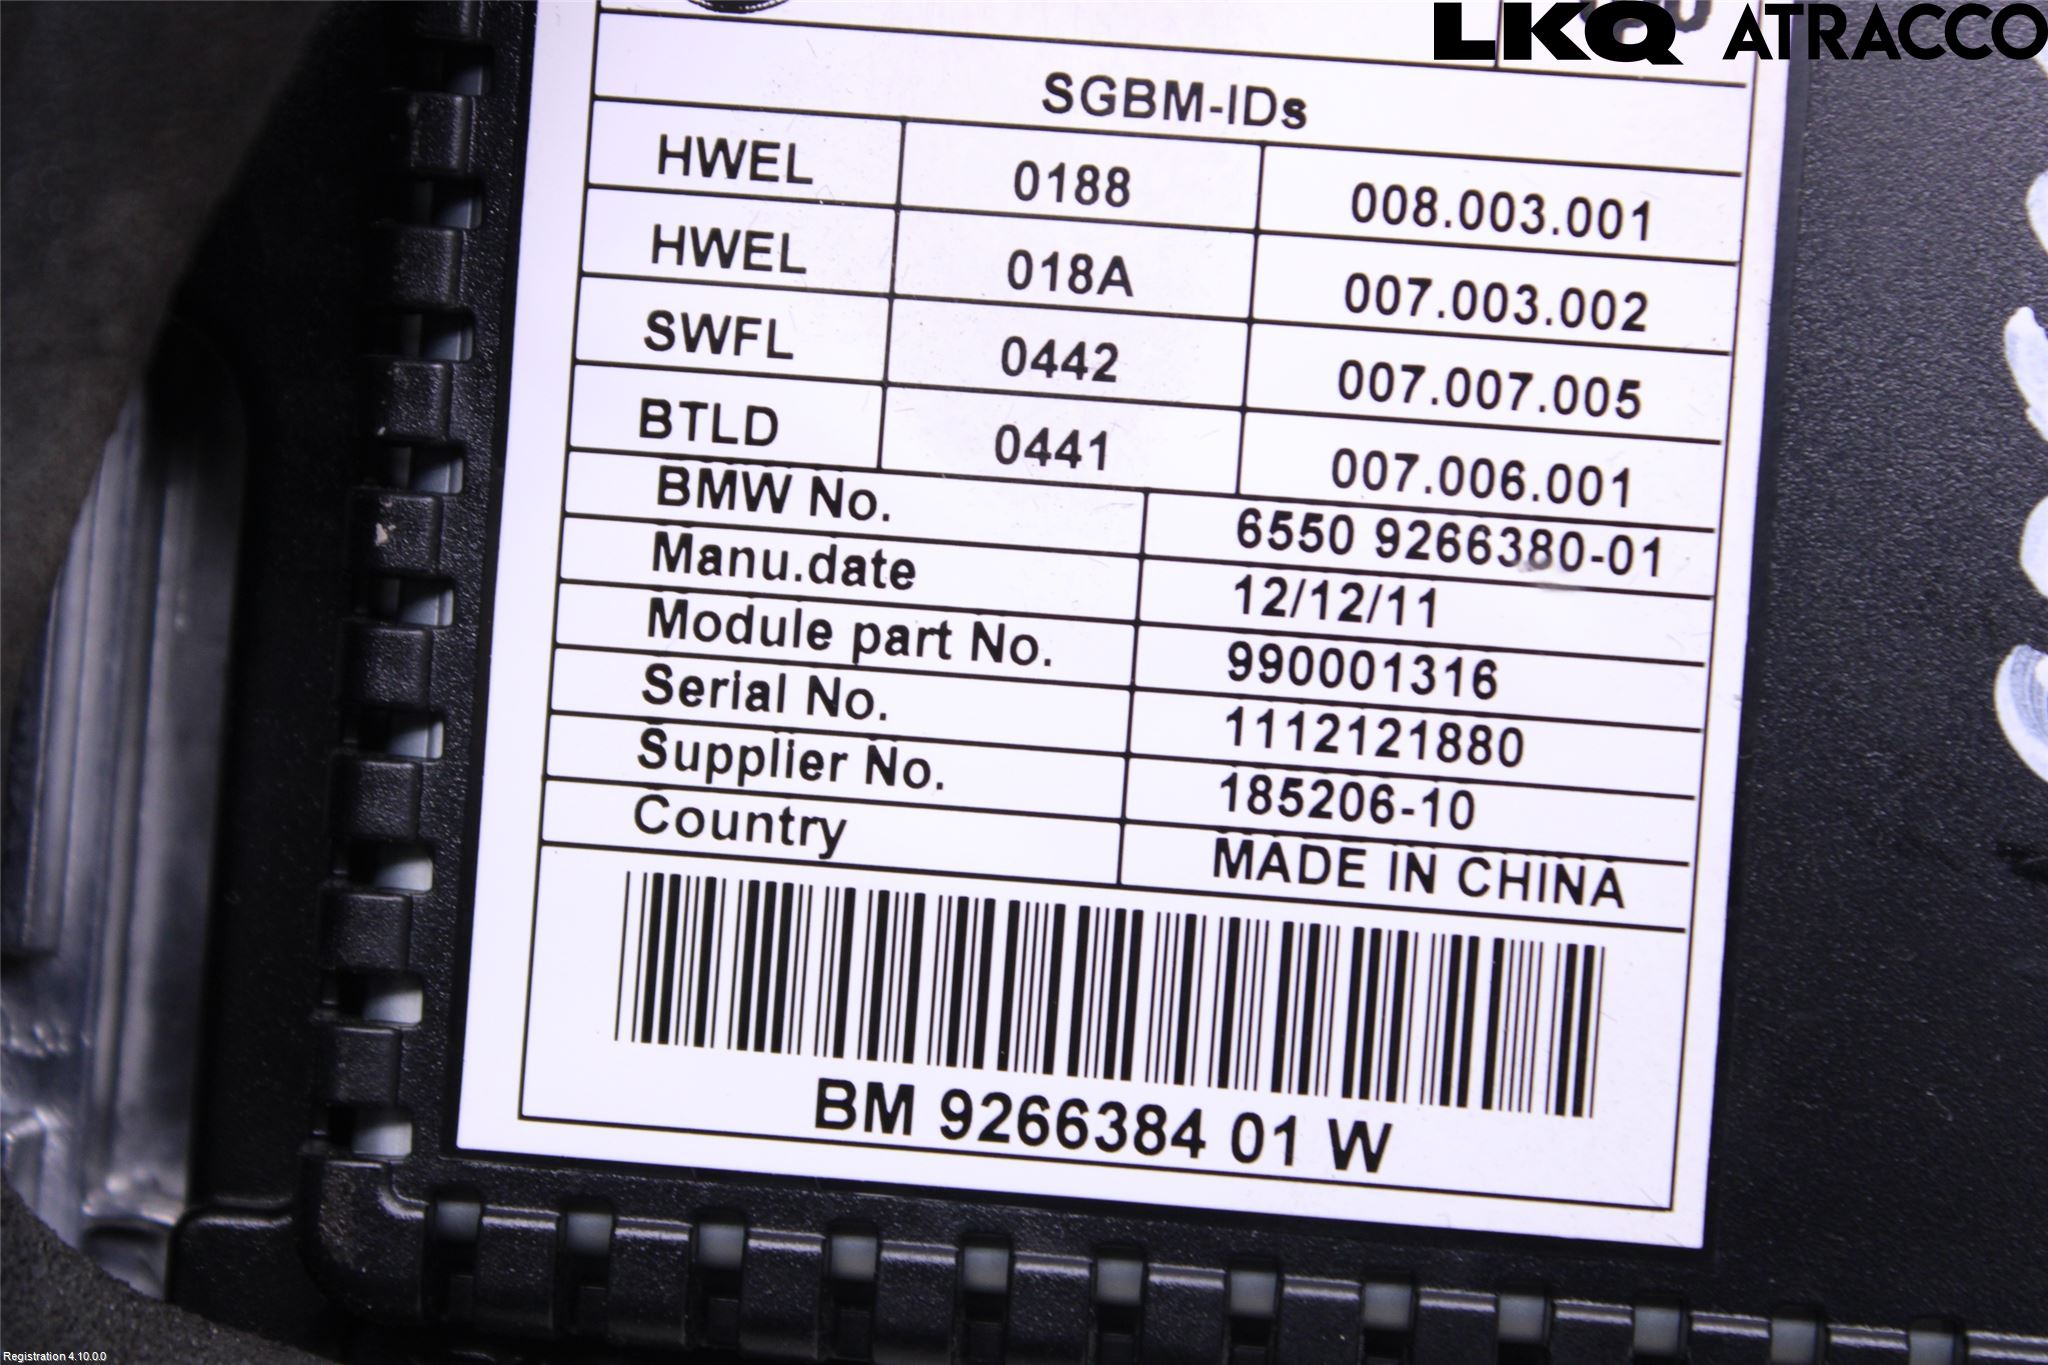 LKQ ATRACCO
SGBM-IDs
HWEL 0188 008.003.001
HWEL 018A 007.003.002
SWFL 0442 007.007.005
BTLD 0441 007.006.001
BMW No. 6550 9266380-01
Manu.date 12/12/11
Module part No. 990001316
Serial No. 1112121880
Supplier No. 185206-10
Country MADE IN CHINA
BM 9266384 01 W
Registration 4.10.0.0